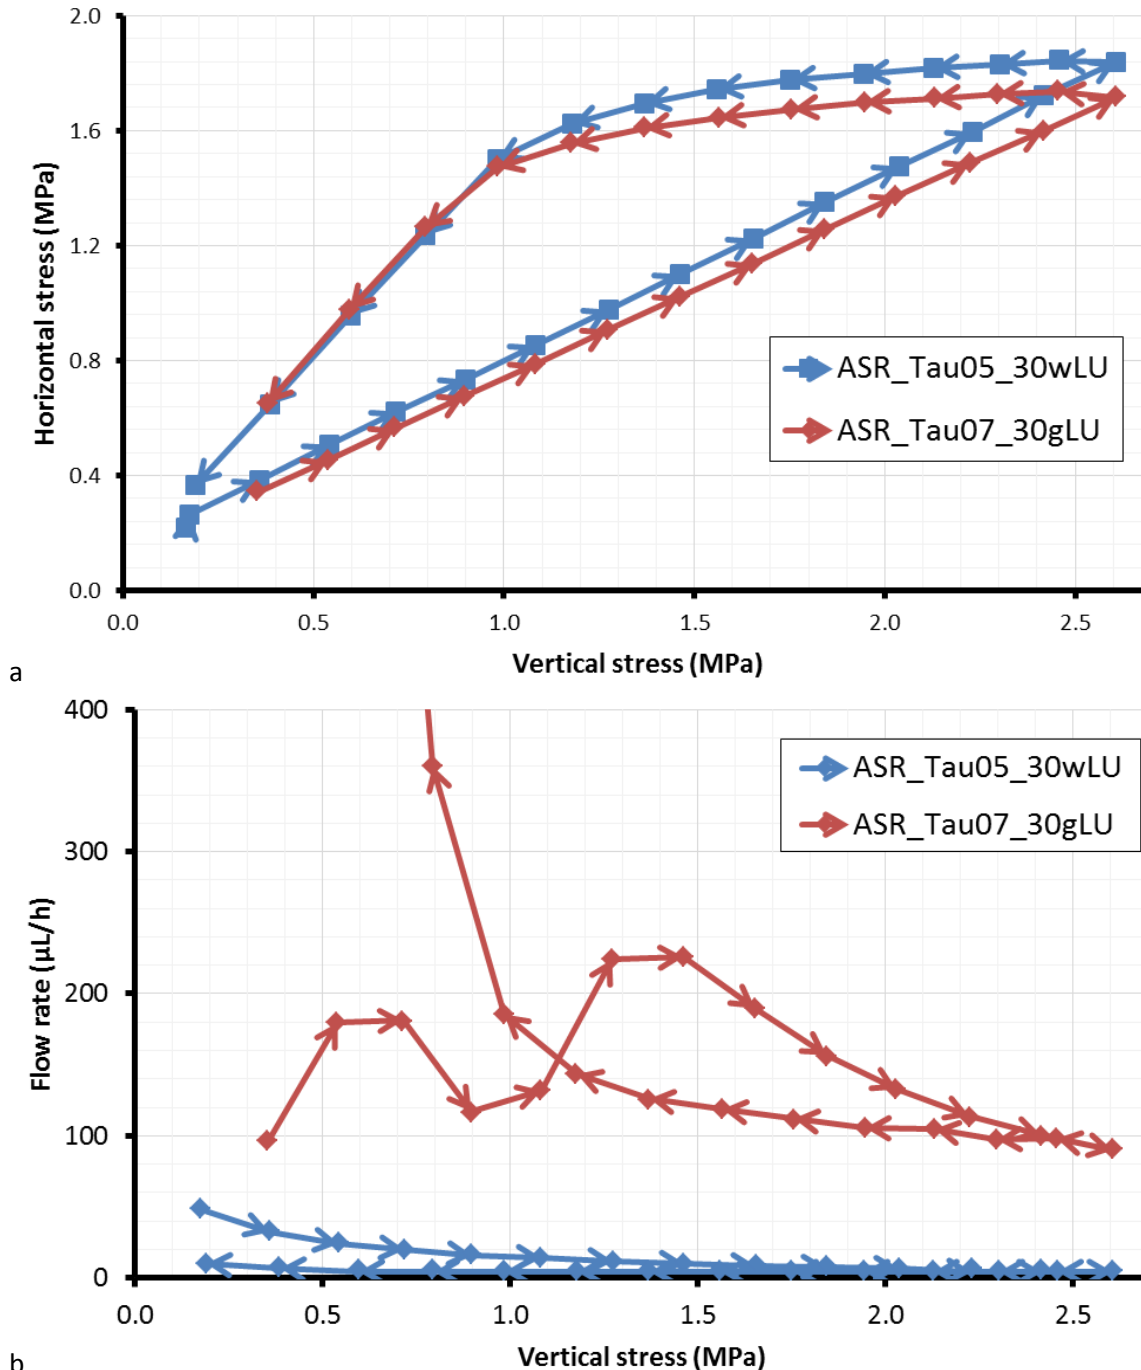 2.0
1.6
1.2
0.8
0.4
0.0
Horizontal stress (MPa)
ASR_Tau05_30wLU
ASR_Tau07_30gLU
0.0 0.5 1.0 1.5 2.0 2.5
Vertical stress (MPa)
a
400
300
200
100
0
Flow rate (µL/h)
ASR_Tau05_30wLU
ASR_Tau07_30gLU
0.0 0.5 1.0 1.5 2.0 2.5
Vertical stress (MPa)
b